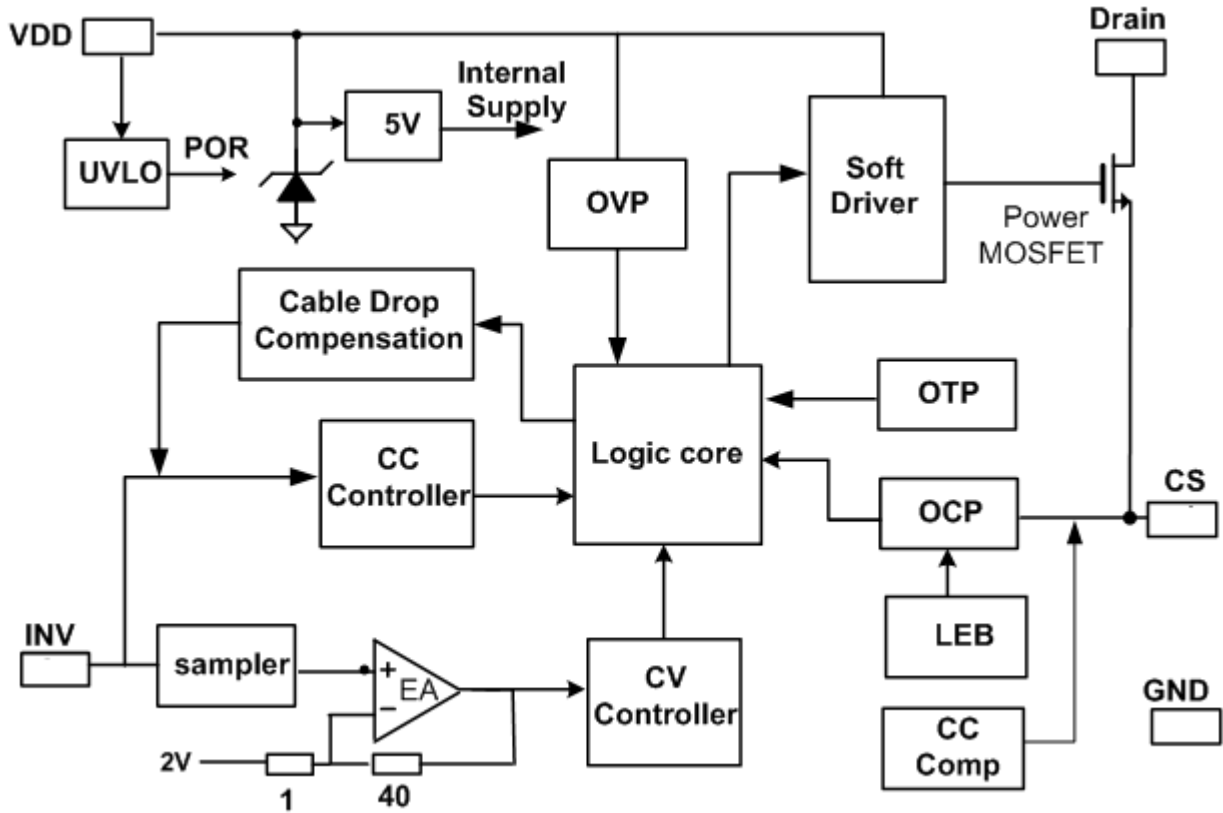 VDD
Drain
Internal
Supply
5V
POR
UVLO
OVP
Soft
Driver
Power
MOSFET
Cable Drop
Compensation
OTP
Logic core
CC
Controller
OCP
CS
INV
sampler
+
EA
−
CV
Controller
LEB
GND
CC
Comp
2V
1
40